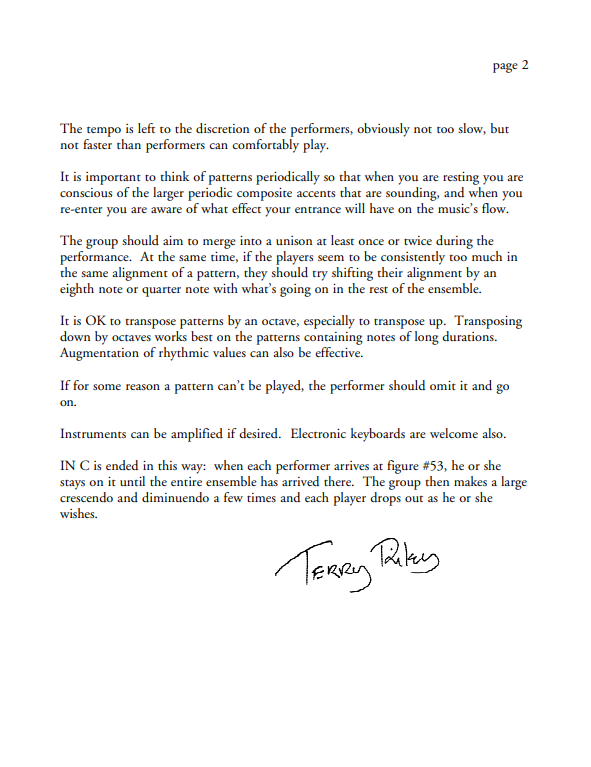 page 2
The tempo is left to the discretion of the performers, obviously not too slow, but
not faster than performers can comfortably play.
It is important to think of patterns periodically so that when you are resting you are
conscious of the larger periodic composite accents that are sounding, and when you
re-enter you are aware of what effect your entrance will have on the music's flow.
The group should aim to merge into a unison at least once or twice during the
performance.  At the same time, if the players seem to be consistently too much in
the same alignment of a pattern, they should try shifting their alignment by an
eighth note or quarter note with what's going on in the rest of the ensemble.
It is OK to transpose patterns by an octave, especially to transpose up.  Transposing
down by octaves works best on the patterns containing notes of long durations.
Augmentation of rhythmic values can also be effective.
If for some reason a pattern can't be played, the performer should omit it and go
on.
Instruments can be amplified if desired.  Electronic keyboards are welcome also.
IN C is ended in this way:  when each performer arrives at figure #53, he or she
stays on it until the entire ensemble has arrived there.  The group then makes a large
crescendo and diminuendo a few times and each player drops out as he or she
wishes.
TERRY Riley